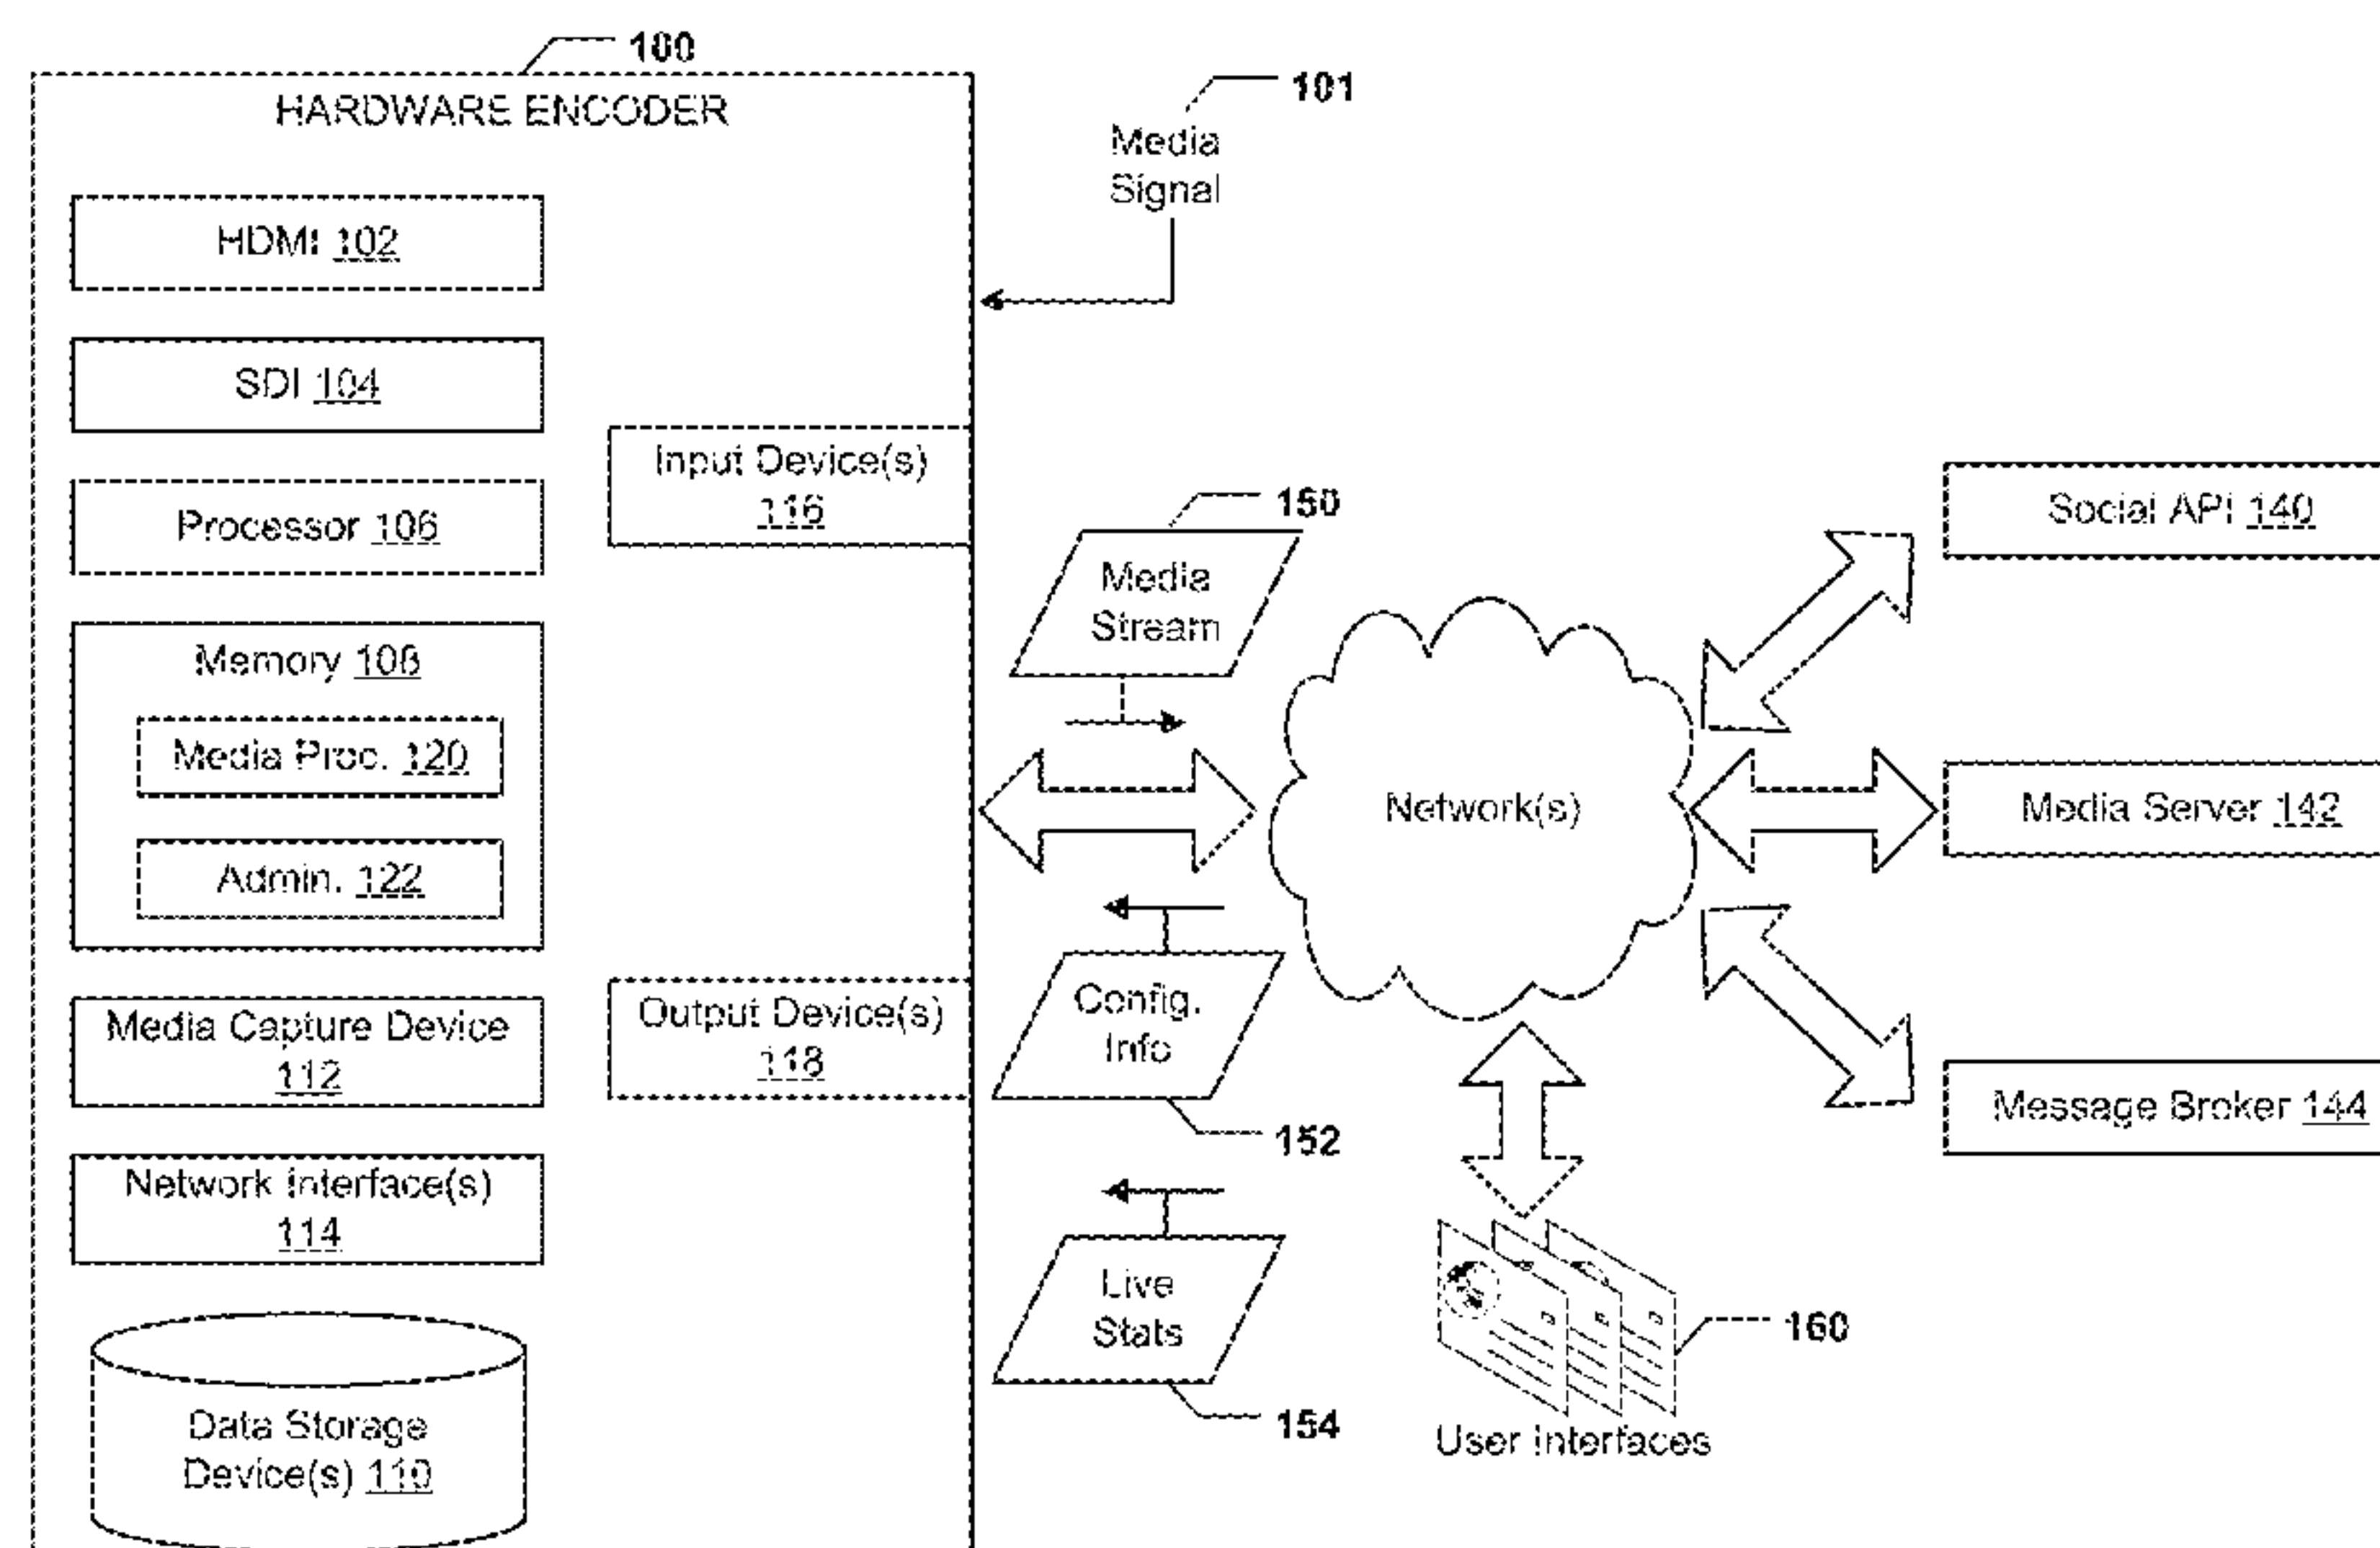 100
HARDWARE ENCODER
HDMI 102
SDI 104
Processor 106
Memory 108
Media Proc. 120
Admin. 122
Media Capture Device
112
Network Interface(s)
114
Data Storage
Device(s) 110
Input Device(s)
116
Output Device(s)
118
101
Media
Signal
150
Media
Stream
Network(s)
Config.
Info
152
Live
Stats
154
Social API 140
Media Server 142
Message Broker 144
160
User Interfaces